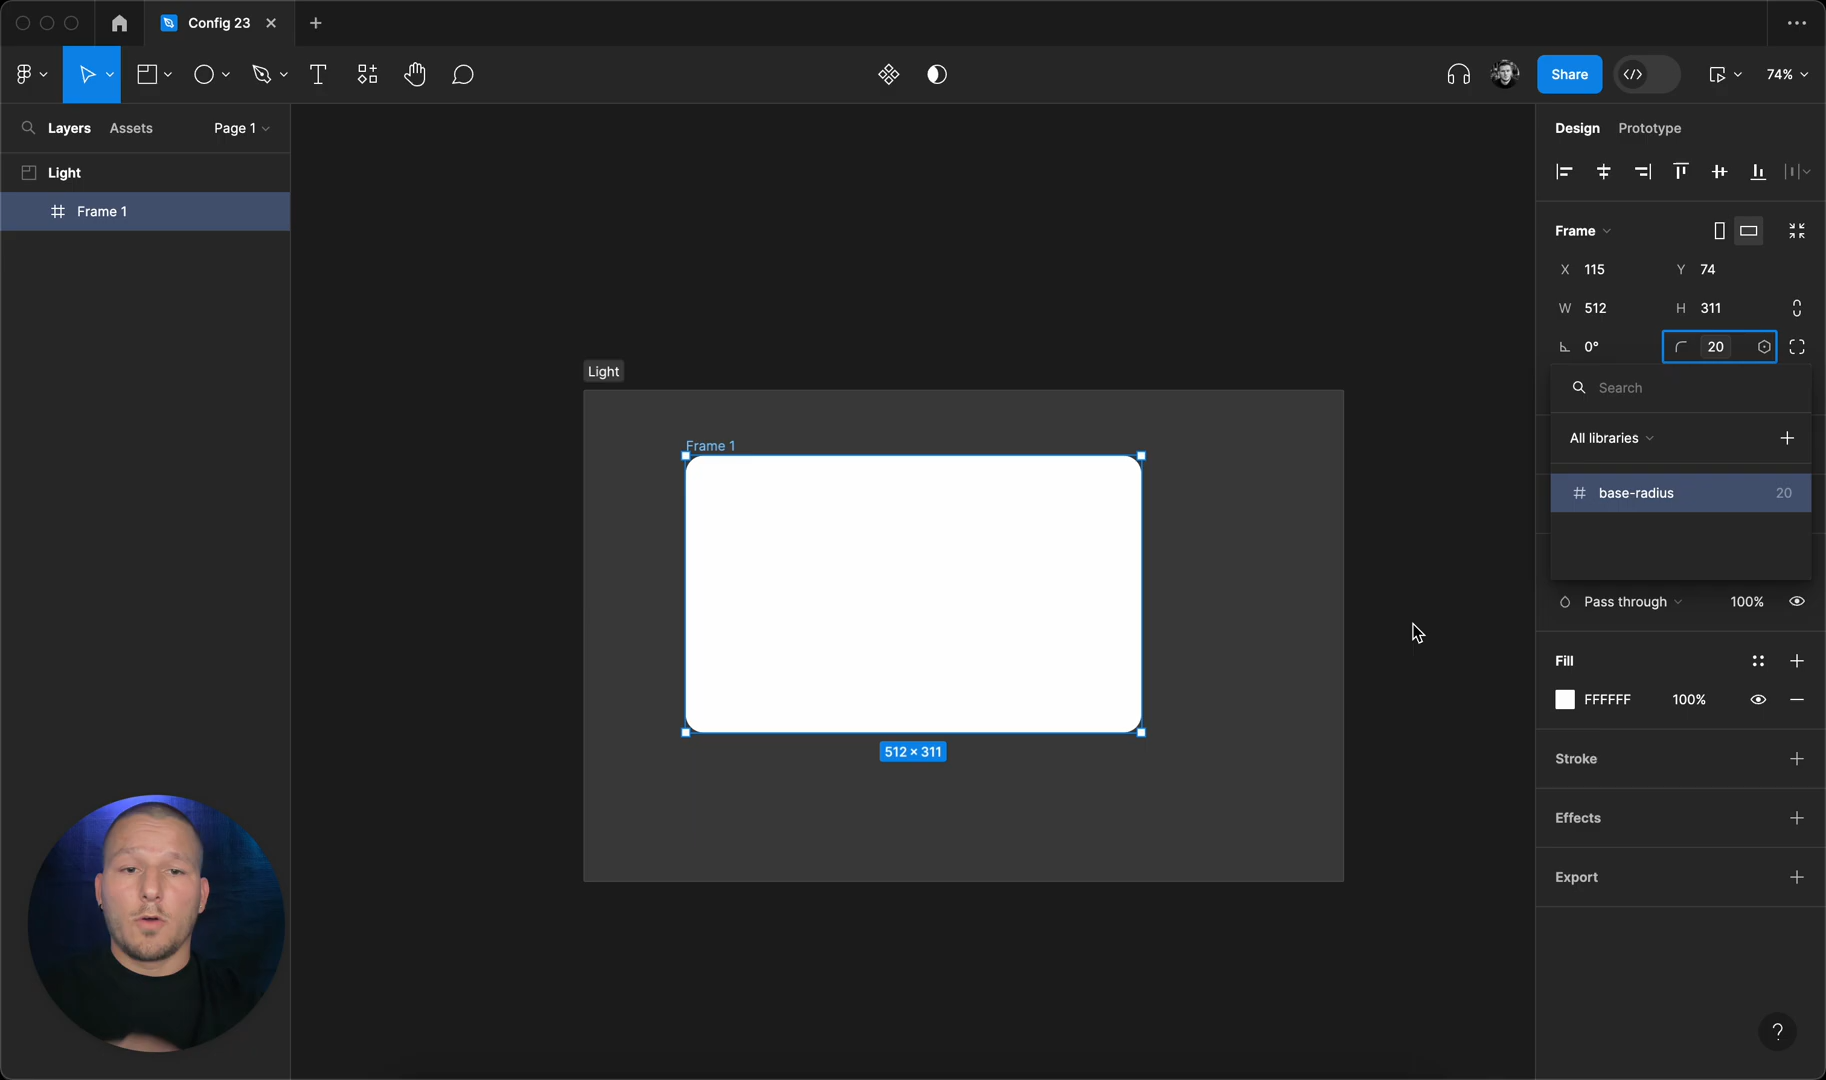 Config 23
Share
74%
Layers
Assets
Page 1
Light
Frame 1
Light
Frame 1
512 × 311
Design
Prototype
Frame
X 115
Y 74
W 512
H 311
0°
20
Search
All libraries
base-radius 20
Pass through 100%
Fill
FFFFFF 100%
Stroke
Effects
Export
?